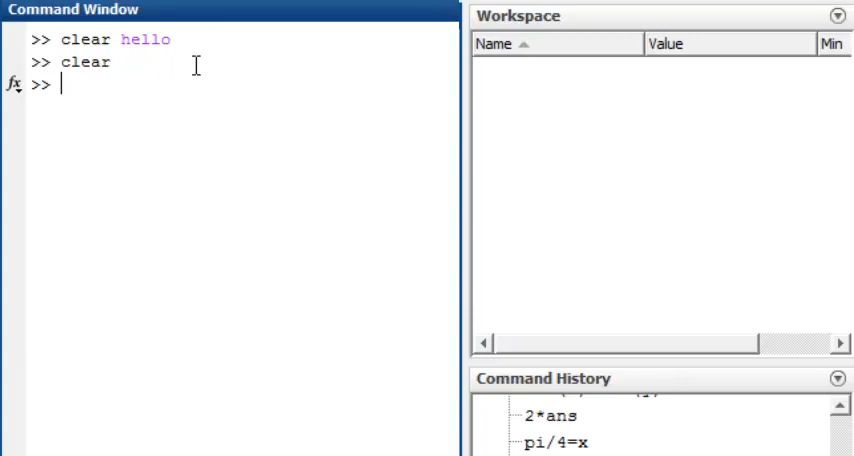 Command Window
>> clear hello
>> clear
fx >>
Workspace
Name Value Min
Command History
2*ans
pi/4=x